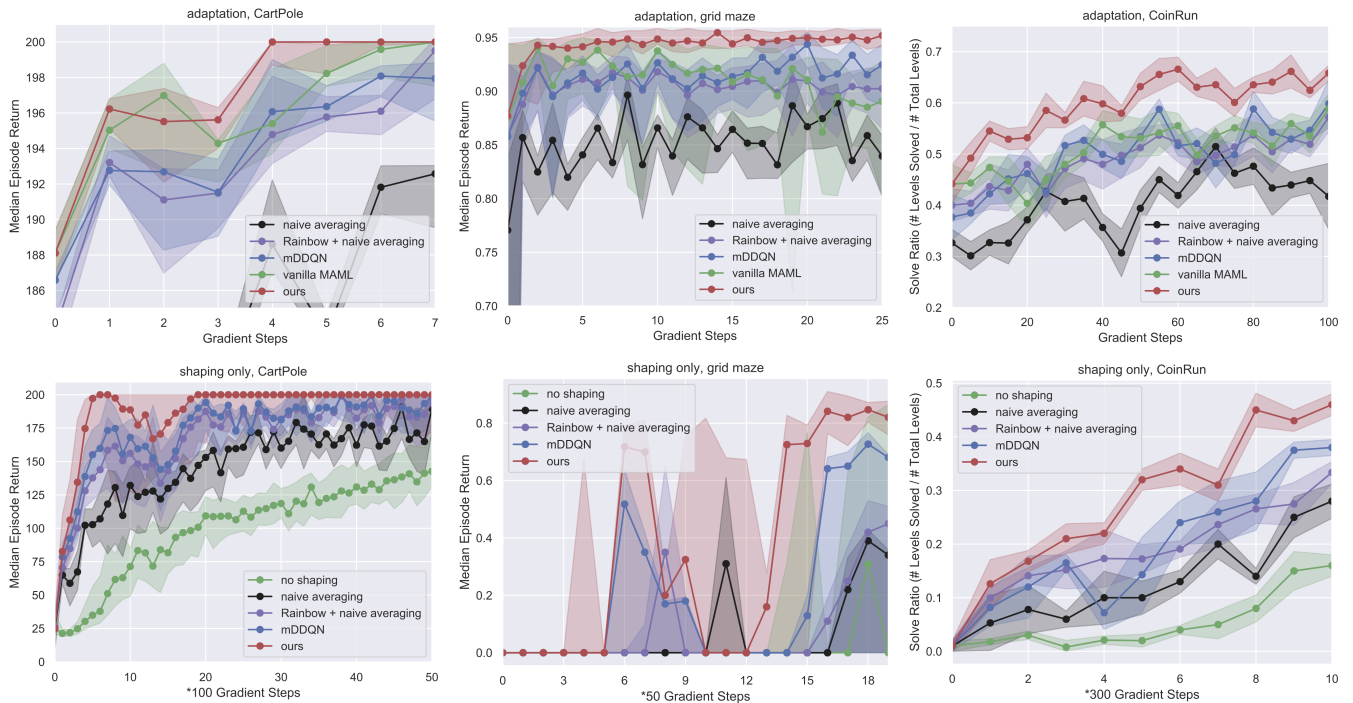 adaptation, CartPole
Median Episode Return
200
198
196
194
192
190
188
186
naive averaging
Rainbow + naive averaging
mDDQN
vanilla MAML
ours
0 1 2 3 4 5 6 7
Gradient Steps
adaptation, grid maze
Median Episode Return
0.95
0.90
0.85
0.80
0.75
0.70
naive averaging
Rainbow + naive averaging
mDDQN
vanilla MAML
ours
0 5 10 15 20 25
Gradient Steps
adaptation, CoinRun
Solve Ratio (# Levels Solved / # Total Levels)
0.7
0.6
0.5
0.4
0.3
0.2
naive averaging
Rainbow + naive averaging
mDDQN
vanilla MAML
ours
0 20 40 60 80 100
Gradient Steps
shaping only, CartPole
Median Episode Return
200
175
150
125
100
75
50
25
0
no shaping
naive averaging
Rainbow + naive averaging
mDDQN
ours
0 10 20 30 40 50
*100 Gradient Steps
shaping only, grid maze
Median Episode Return
0.8
0.6
0.4
0.2
0.0
no shaping
naive averaging
Rainbow + naive averaging
mDDQN
ours
0 3 6 9 12 15 18
*50 Gradient Steps
shaping only, CoinRun
Solve Ratio (# Levels Solved / # Total Levels)
0.5
0.4
0.3
0.2
0.1
0.0
no shaping
naive averaging
Rainbow + naive averaging
mDDQN
ours
0 2 4 6 8 10
*300 Gradient Steps